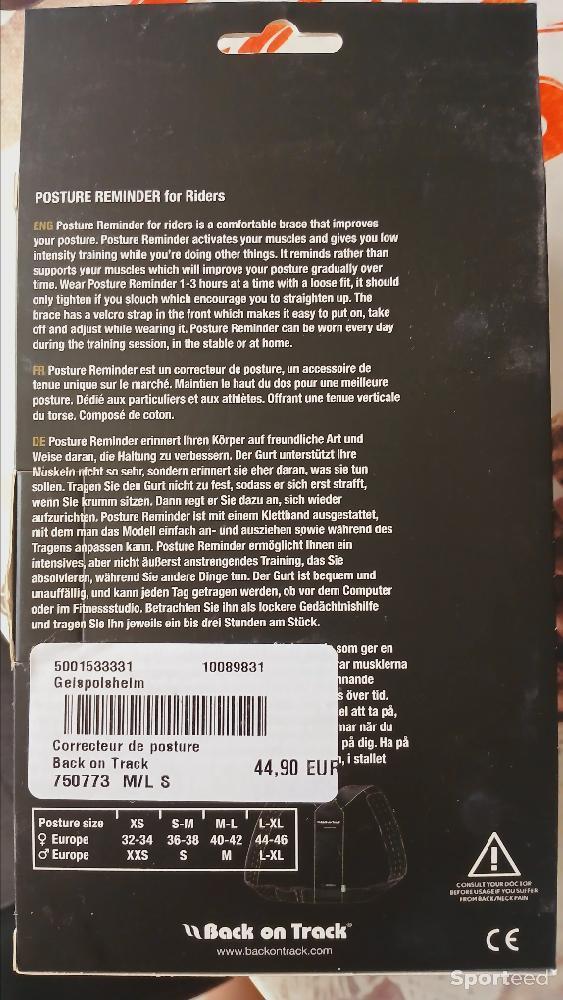 POSTURE REMINDER for Riders
ENG Posture Reminder for riders is a comfortable brace that improves
your posture. Posture Reminder activates your muscles and gives you low
intensity training while you're doing other things. It reminds rather than
supports your muscles which will improve your posture gradually over
time. Wear Posture Reminder 1-3 hours at a time with a loose fit, it should
only tighten if you slouch which encourage you to straighten up. The
brace has a velcro strap in the front which makes it easy to put on, take
off and adjust while wearing it. Posture Reminder can be worn every day
during the training session, in the stable or at home.
FR Posture Reminder est un correcteur de posture, un accessoire de
tenue unique sur le marché. Maintien le haut du dos pour une meilleure
posture. Dédié aux particuliers et aux athlètes. Offrant une tenue verticale
du torse. Composé de coton.
DE Posture Reminder erinnert Ihren Körper auf freundliche Art und
Weise daran, die Haltung zu verbessern. Der Gurt unterstützt Ihre
Muskeln nicht so sehr, sondern erinnert sie eher daran, was sie tun
sollen. Tragen Sie den Gurt nicht zu fest, sodass er sich erst strafft,
wenn Sie krumm sitzen. Dann regt er Sie dazu an, sich wieder
aufzurichten. Posture Reminder ist mit einem Klettband ausgestattet,
mit dem man das Modell einfach an- und ausziehen sowie während des
Tragens anpassen kann. Posture Reminder ermöglicht Ihnen ein
intensives, aber nicht äußerst anstrengendes Training, das Sie
absolvieren, während Sie andere Dinge tun. Der Gurt ist bequem und
unauffällig, und kann jeden Tag getragen werden, ob vor dem Computer
oder im Fitnessstudio. Betrachten Sie ihn als lockere Gedächtnishilfe
und tragen Sie ihn jeweils ein bis drei Stunden am Stück.
som ger en
musklerna
över tid.
el att ta på,
när du
på dig. Ha på
i stället
5001533331 10089831
Geispolsheim
Correcteur de posture
Back on Track 44,90 EUR
750773 M/L S
Posture size XS S-M M-L L-XL
♀ Europe 32-34 36-38 40-42 44-46
♂ Europe XXS S M L-XL
CONSULT YOUR DOCTOR
BEFORE USAGE IF YOU SUFFER
FROM BACK/NECK PAIN
Back on Track®
www.backontrack.com
CE
Sporteed